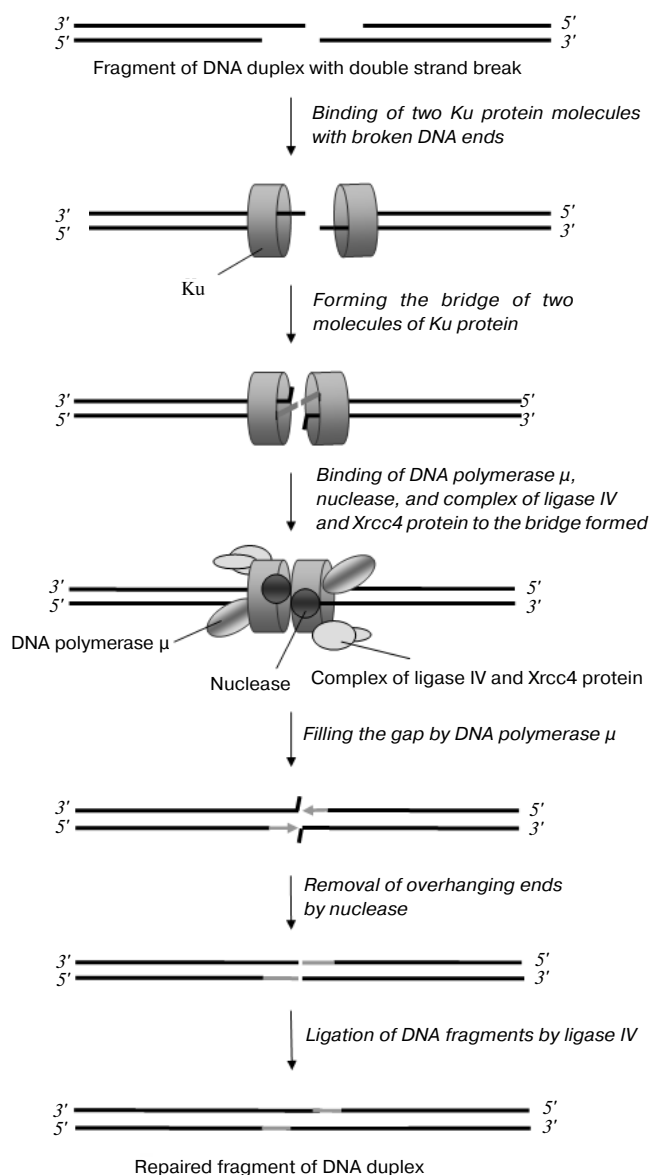 3' 5'
5' 3'
Fragment of DNA duplex with double strand break
Binding of two Ku protein molecules
with broken DNA ends
3' 5'
5' 3'
Ku
Forming the bridge of two
molecules of Ku protein
3' 5'
5' 3'
Binding of DNA polymerase μ,
nuclease, and complex of ligase IV
and Xrcc4 protein to the bridge formed
3' 5'
5' 3'
DNA polymerase μ
Nuclease
Complex of ligase IV and Xrcc4 protein
Filling the gap by DNA polymerase μ
3' 5'
5' 3'
Removal of overhanging ends
by nuclease
3' 5'
5' 3'
Ligation of DNA fragments by ligase IV
3' 5'
5' 3'
Repaired fragment of DNA duplex